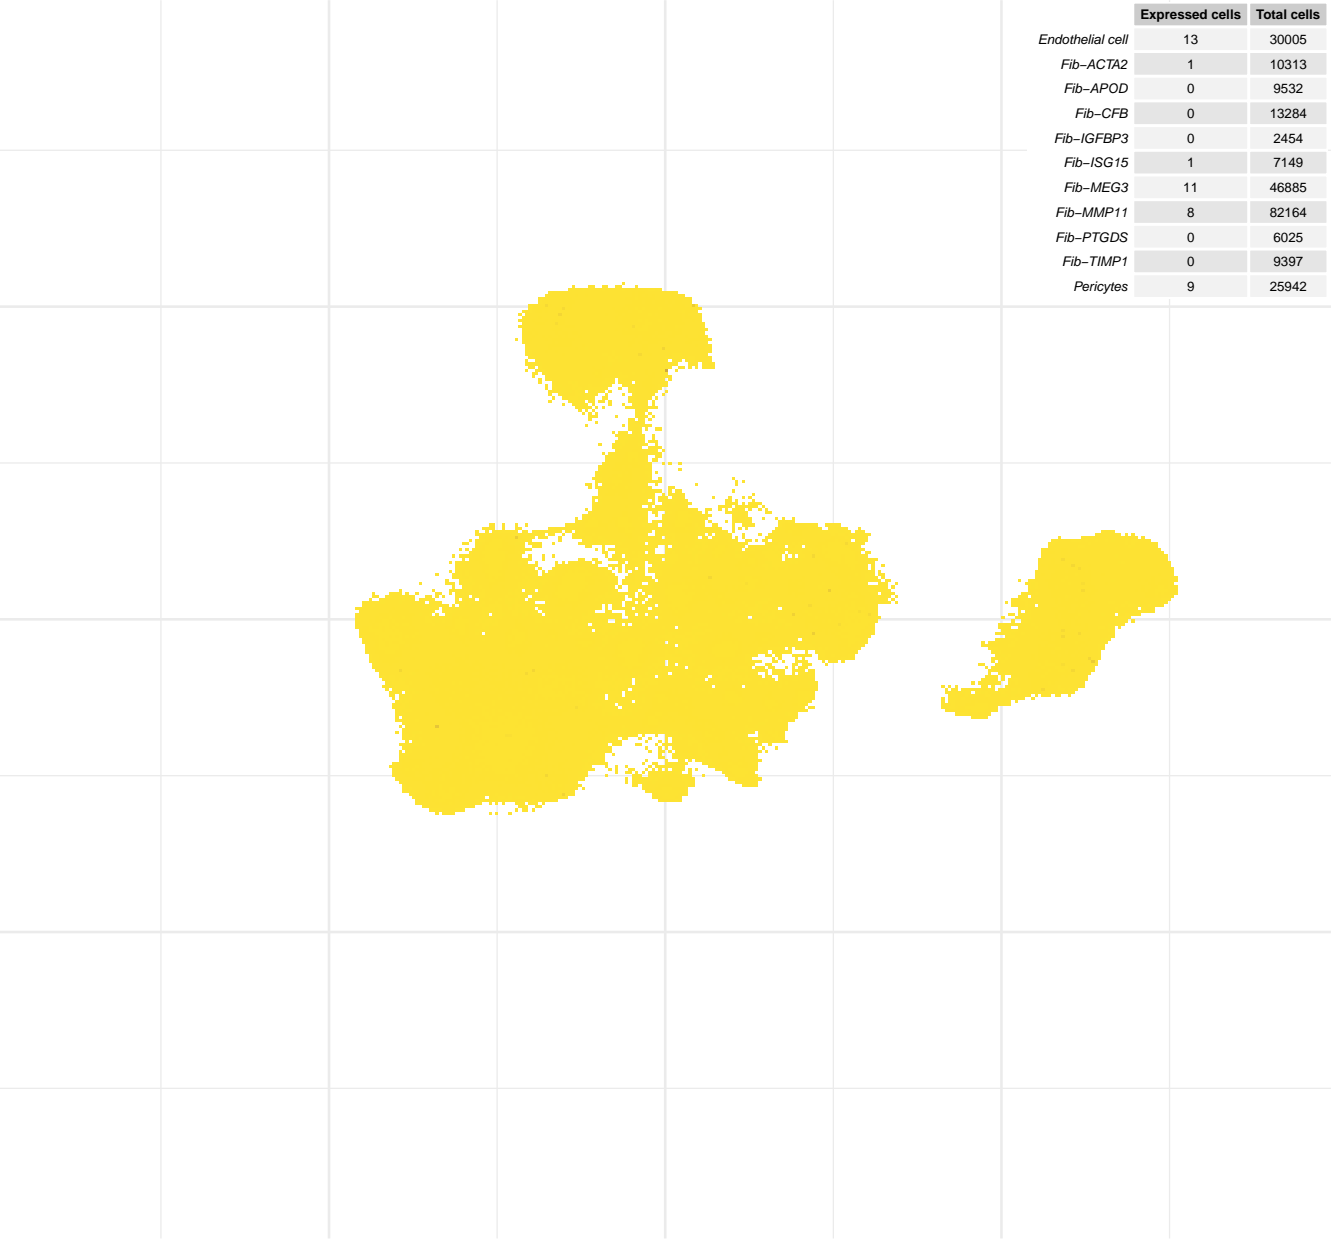 Expressed cells Total cells
Endothelial cell 13 30005
Fib−ACTA2 1 10313
Fib−APOD 0 9532
Fib−CFB 0 13284
Fib−IGFBP3 0 2454
Fib−ISG15 1 7149
Fib−MEG3 11 46885
Fib−MMP11 8 82164
Fib−PTGDS 0 6025
Fib−TIMP1 0 9397
Pericytes 9 25942